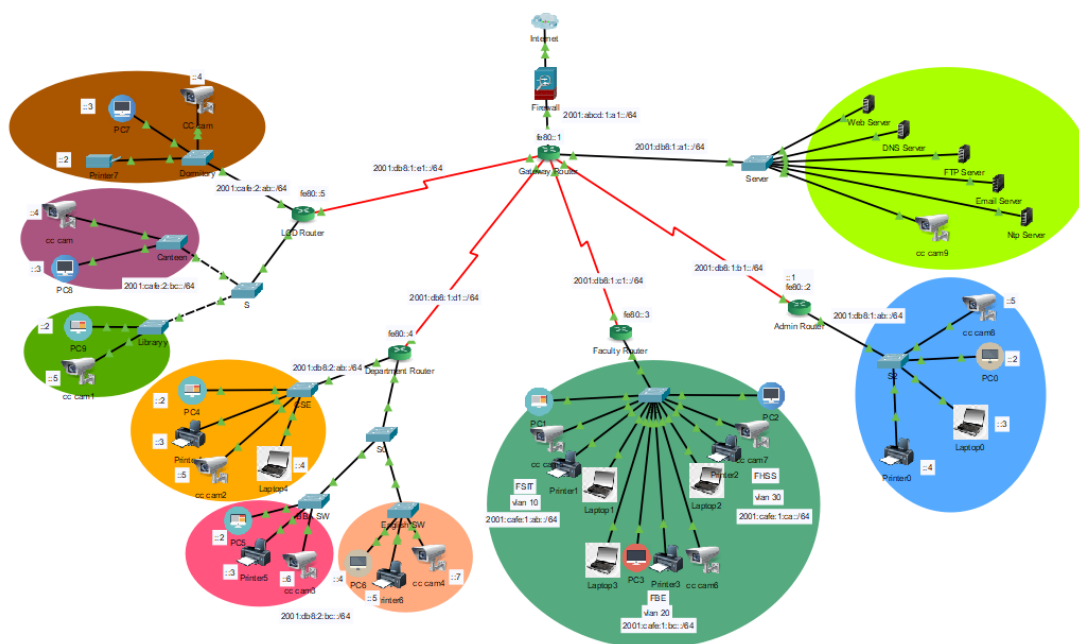 Internet
Firewall
2001:abcd:1:a1::/64
fe80::1
Gateway Router
2001:db8:1:e1::/64
2001:db8:1:a1::/64
2001:db8:1:d1::/64
2001:db8:1:c1::/64
2001:db8:1:b1::/64
::4
CC cam
::3
PC7
::2
Printer7
Dormitory
2001:cafe:2:ab::/64
fe80::5
LCD Router
::4
cc cam
::3
PC8
Canteen
2001:cafe:2:bc::/64
S
::2
PC9
Libraryy
::5
cc cam1
fe80::4
Department Router
2001:db8:2:ab::/64
CSE
::2
PC4
::3
::5
cc cam2
::4
Laptop4
S0
BBA SW
::2
PC5
::3
Printer5
::6
cc cam3
2001:db8:2:bc::/64
English SW
::4
PC6
::5
Printer6
cc cam4
::7
fe80::3
Faculty Router
PC1
Printer1
FSIT
vlan 10
2001:cafe:1:ab::/64
Laptop1
Laptop2
Printer2
cc cam7
PC2
FHSS
vlan 30
2001:cafe:1:ca::/64
Laptop3
PC3
Printer3
cc cam6
FBE
vlan 20
2001:cafe:1:bc::/64
::1
fe80::2
Admin Router
2001:db8:1:ab::/64
S2
::5
cc cam8
::2
PC0
::3
Laptop0
::4
Printer0
Server
Web Server
DNS Server
FTP Server
Email Server
Ntp Server
cc cam9